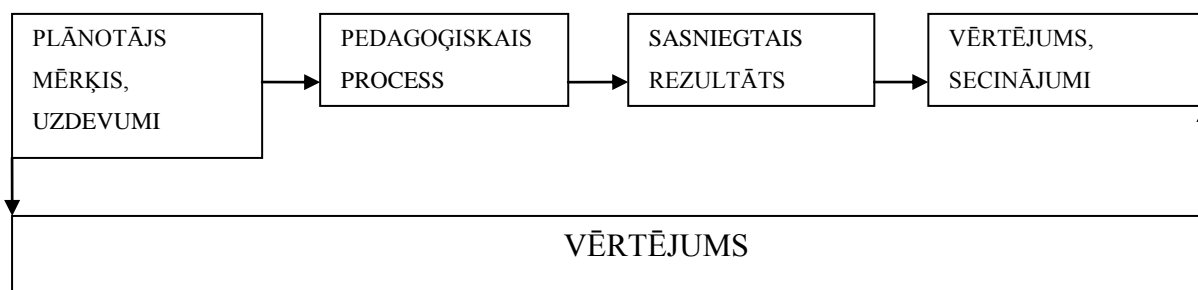 PLĀNOTĀJS
MĒRĶIS,
UZDEVUMI
PEDAGOĢISKAIS
PROCESS
SASNIEGTAIS
REZULTĀTS
VĒRTĒJUMS,
SECINĀJUMI
VĒRTĒJUMS